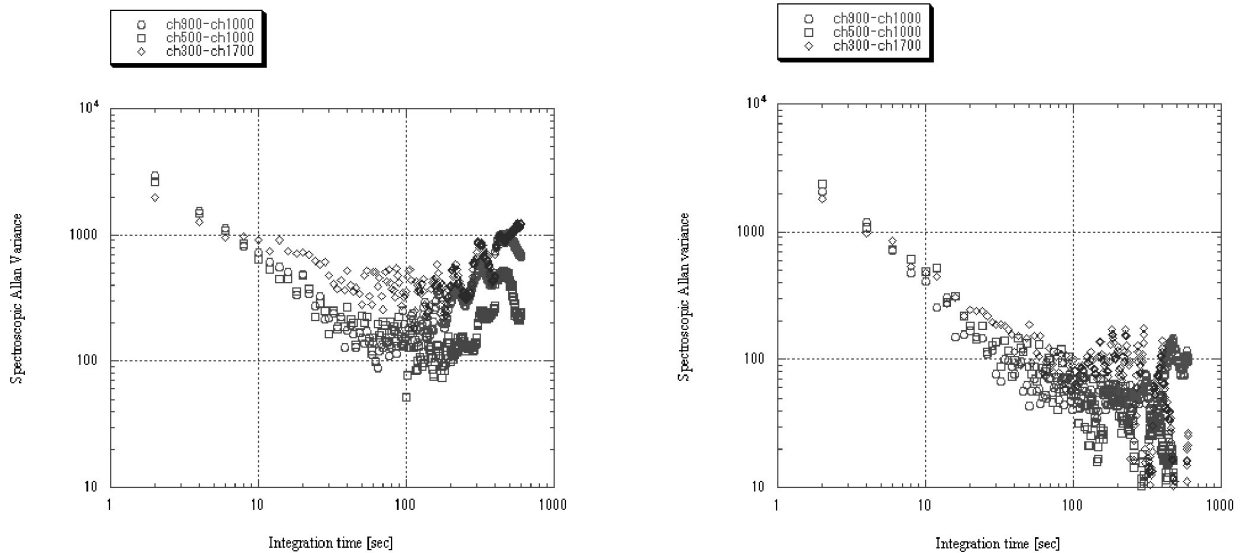 ch900-ch1000
ch500-ch1000
ch300-ch1700
10⁴
1000
100
10
1
10
100
1000
Spectroscopic Allan Variance
Integration time [sec]
ch900-ch1000
ch500-ch1000
ch300-ch1700
10⁴
1000
100
10
1
10
100
1000
Spectroscopic Allan variance
Integration time [sec]